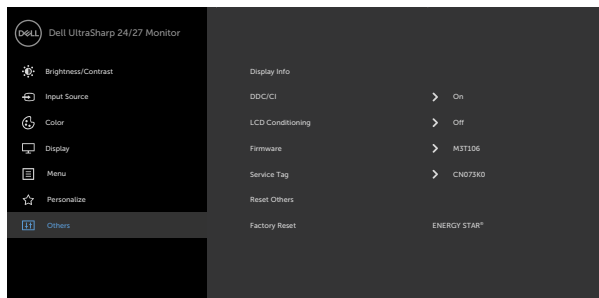 DELL
Dell UltraSharp 24/27 Monitor
Brightness/Contrast
Display Info
Input Source
DDC/CI
On
Color
LCD Conditioning
Off
Display
Firmware
M3T106
Menu
Service Tag
CN073K0
Personalize
Reset Others
Others
Factory Reset
ENERGY STAR®